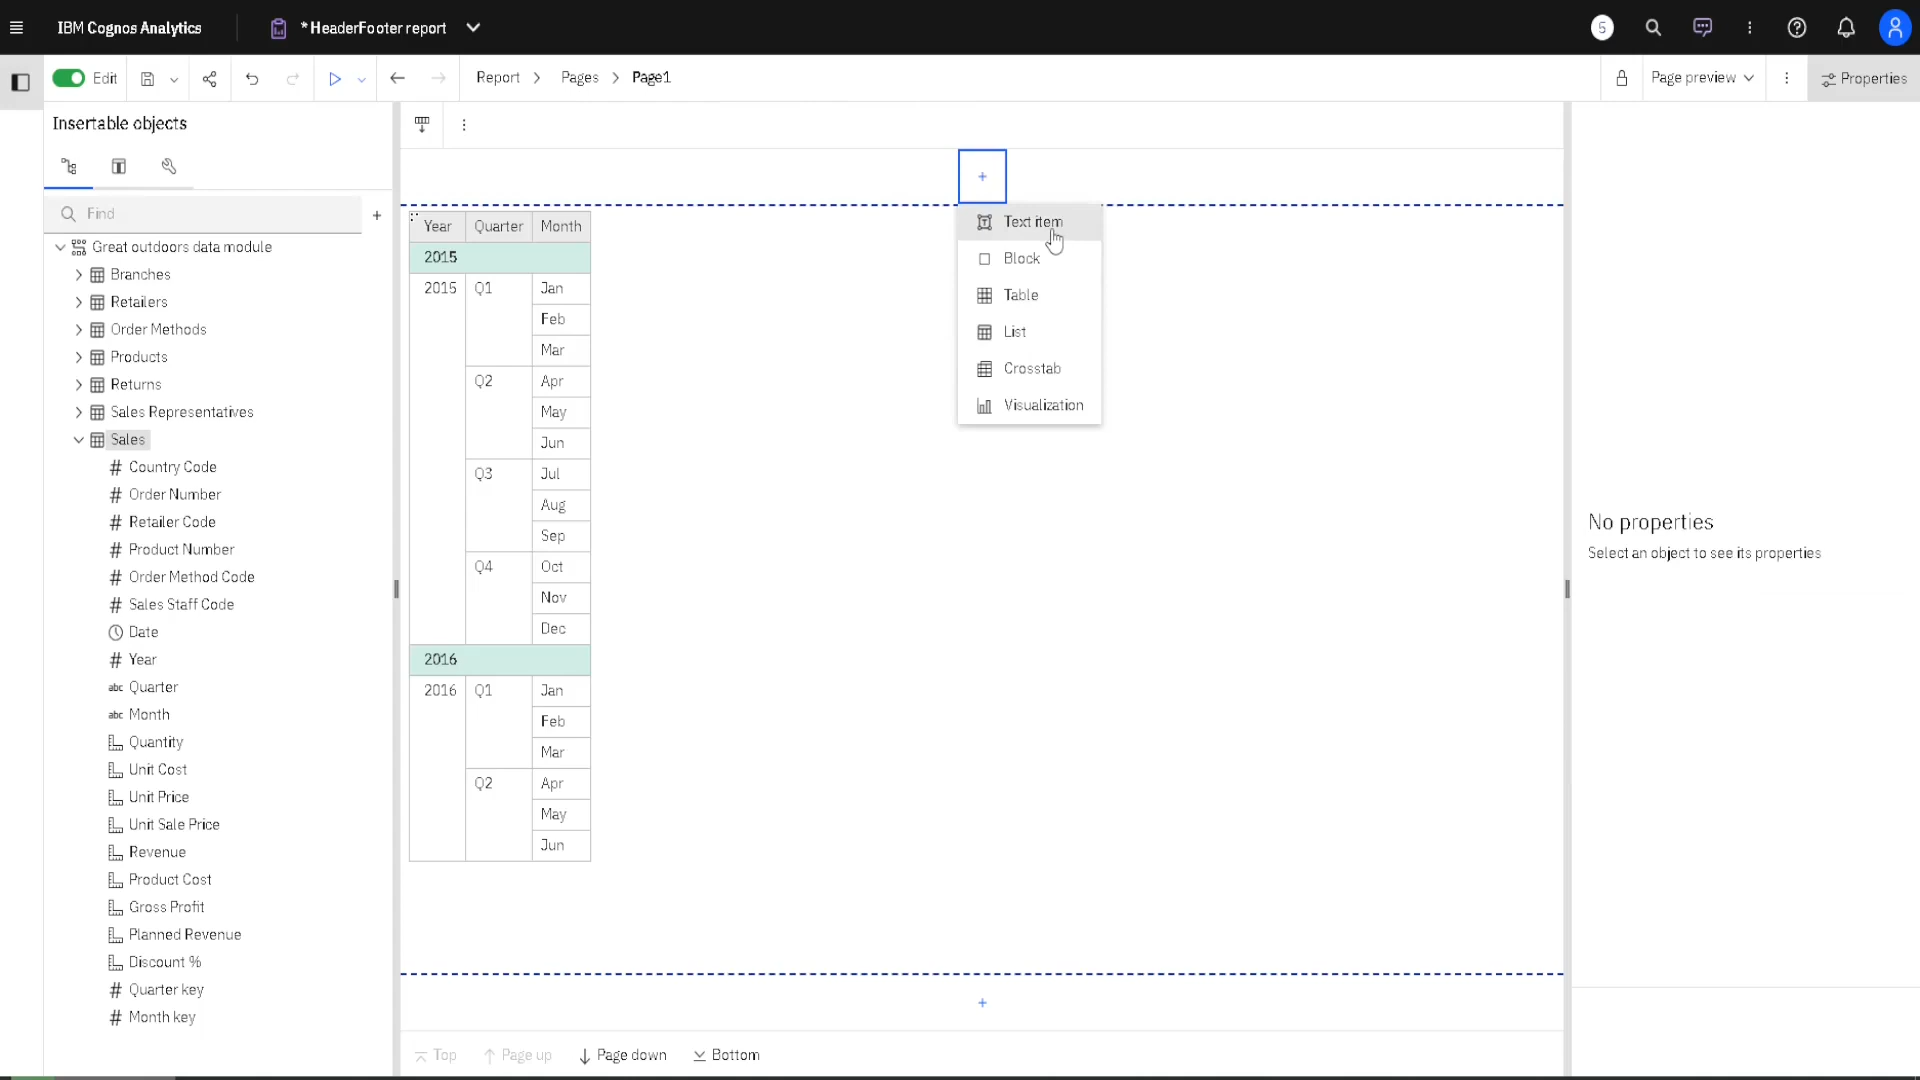 IBM Cognos Analytics
* HeaderFooter report
5
Edit
Report > Pages > Page1
Page preview
Properties
Insertable objects
Find
Great outdoors data module
Branches
Retailers
Order Methods
Products
Returns
Sales Representatives
Sales
# Country Code
# Order Number
# Retailer Code
# Product Number
# Order Method Code
# Sales Staff Code
Date
# Year
abc Quarter
abc Month
Quantity
Unit Cost
Unit Price
Unit Sale Price
Revenue
Product Cost
Gross Profit
Planned Revenue
Discount %
# Quarter key
# Month key
Year Quarter Month
2015
2015 Q1 Jan
Feb
Mar
Q2 Apr
May
Jun
Q3 Jul
Aug
Sep
Q4 Oct
Nov
Dec
2016
2016 Q1 Jan
Feb
Mar
Q2 Apr
May
Jun
+
Text item
Block
Table
List
Crosstab
Visualization
+
Top Page up Page down Bottom
No properties
Select an object to see its properties